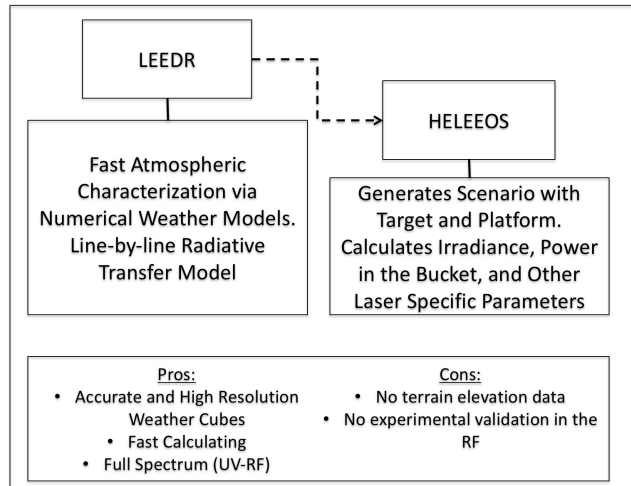 LEEDR
HELEEOS
Fast Atmospheric
Characterization via
Numerical Weather Models.
Line-by-line Radiative
Transfer Model
Generates Scenario with
Target and Platform.
Calculates Irradiance, Power
in the Bucket, and Other
Laser Specific Parameters
Pros:
• Accurate and High Resolution
Weather Cubes
• Fast Calculating
• Full Spectrum (UV-RF)
Cons:
• No terrain elevation data
• No experimental validation in the
RF